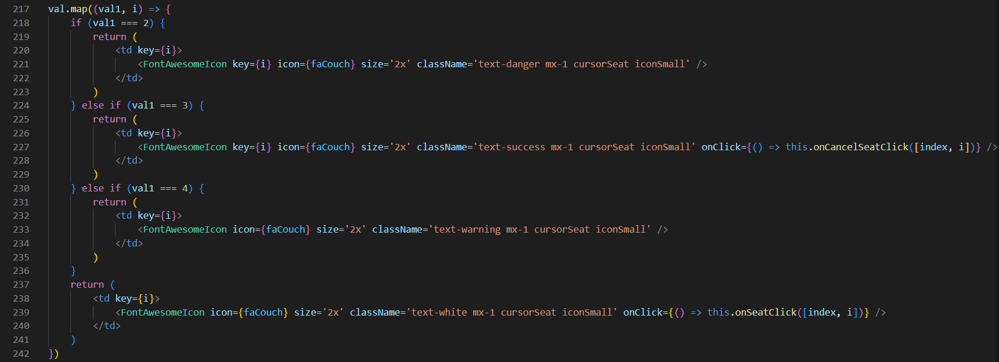 217 val.map((val1, i) => {
218 if (val1 === 2) {
219 return (
220 <td key={i}>
221 <FontAwesomeIcon key={i} icon={faCouch} size='2x' className='text-danger mx-1 cursorSeat iconSmall' />
222 </td>
223 )
224 } else if (val1 === 3) {
225 return (
226 <td key={i}>
227 <FontAwesomeIcon key={i} icon={faCouch} size='2x' className='text-success mx-1 cursorSeat iconSmall' onClick={() => this.onCancelSeatClick([index, i])} />
228 </td>
229 )
230 } else if (val1 === 4) {
231 return (
232 <td key={i}>
233 <FontAwesomeIcon icon={faCouch} size='2x' className='text-warning mx-1 cursorSeat iconSmall' />
234 </td>
235 )
236 }
237 return (
238 <td key={i}>
239 <FontAwesomeIcon icon={faCouch} size='2x' className='text-white mx-1 cursorSeat iconSmall' onClick={() => this.onSeatClick([index, i])} />
240 </td>
241 )
242 })